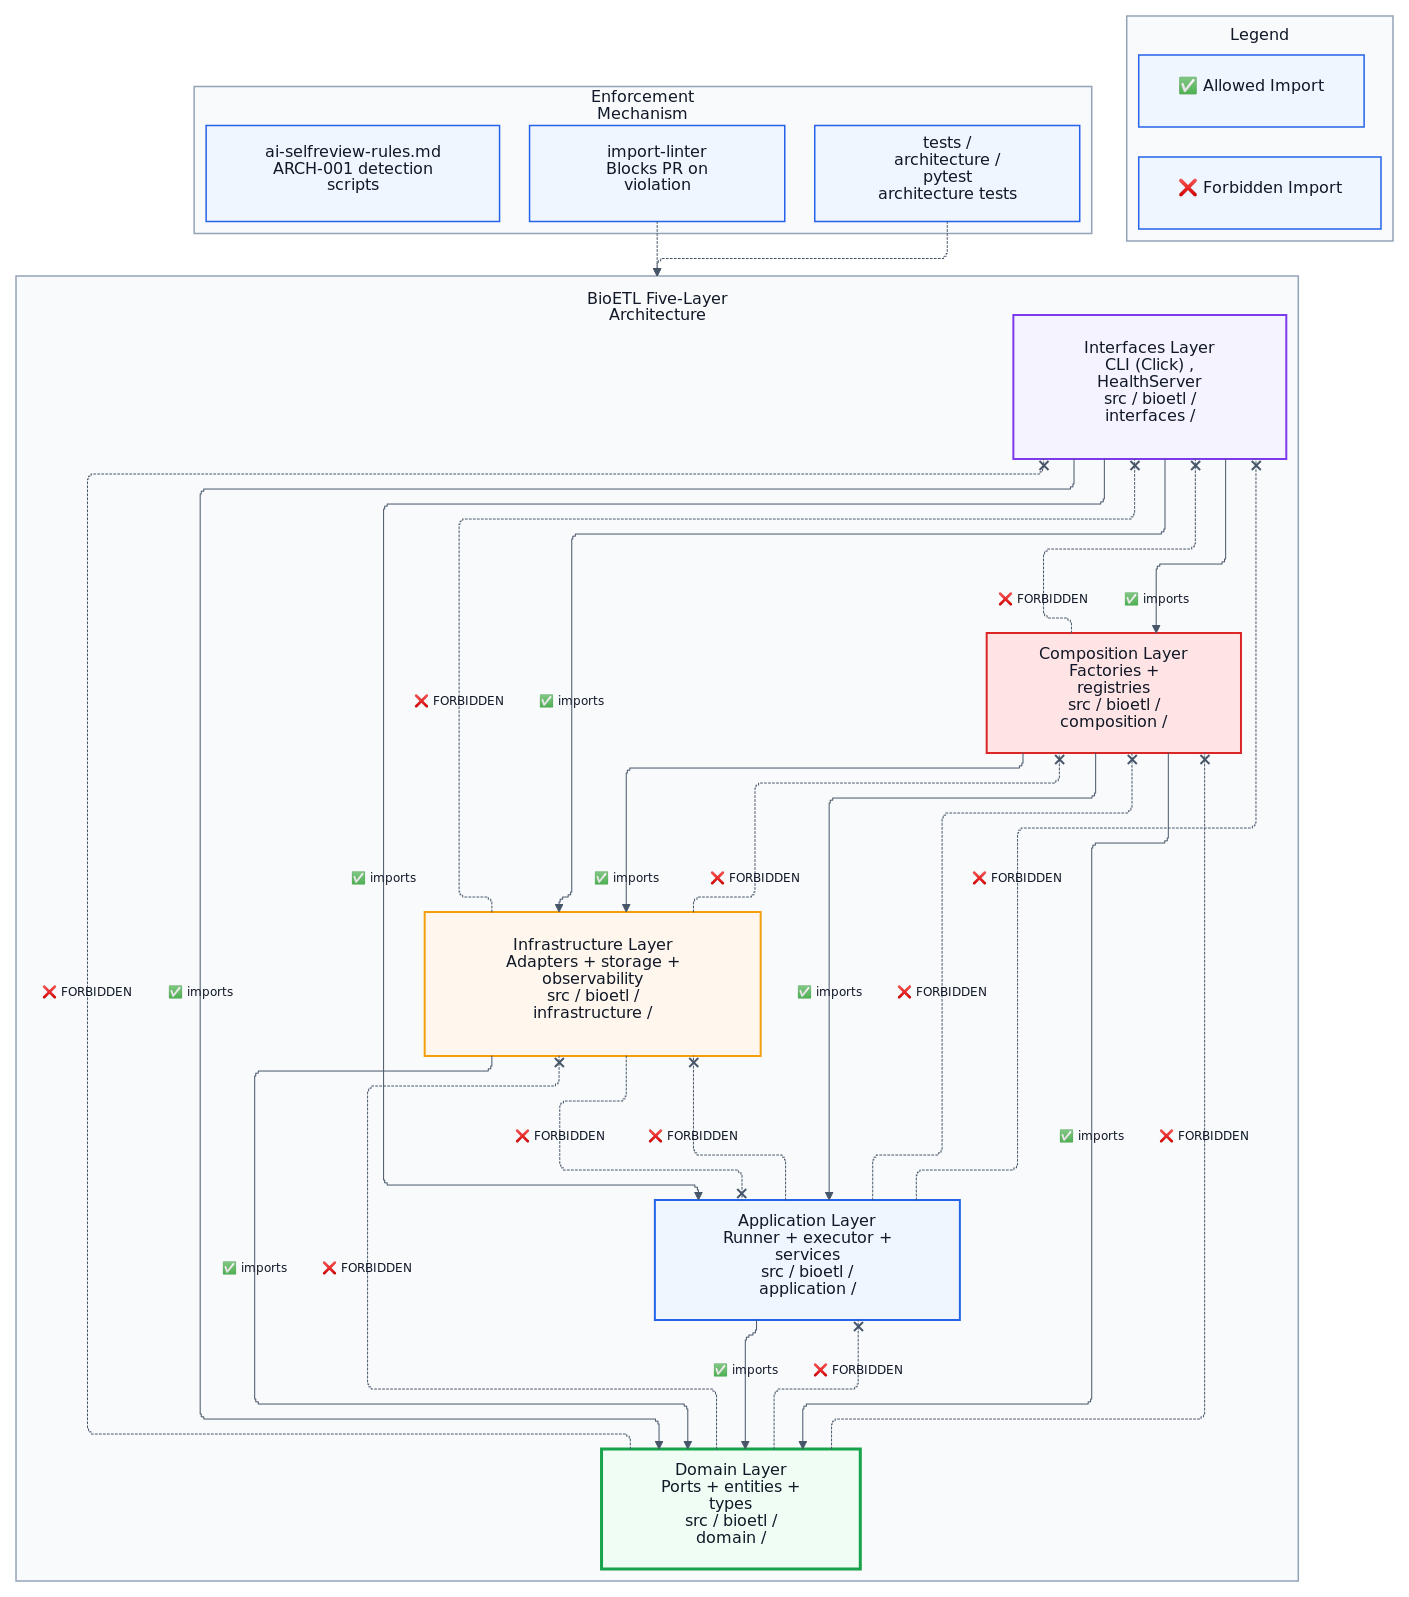 Legend
✅ Allowed Import
❌ Forbidden Import
Enforcement
Mechanism
ai-selfreview-rules.md
ARCH-001 detection
scripts
import-linter
Blocks PR on
violation
tests /
architecture /
pytest
architecture tests
BioETL Five-Layer
Architecture
Interfaces Layer
CLI (Click) ,
HealthServer
src / bioetl /
interfaces /
❌ FORBIDDEN
✅ imports
Composition Layer
Factories +
registries
src / bioetl /
composition /
❌ FORBIDDEN
✅ imports
✅ imports
✅ imports
❌ FORBIDDEN
❌ FORBIDDEN
Infrastructure Layer
Adapters + storage +
observability
src / bioetl /
infrastructure /
❌ FORBIDDEN
✅ imports
✅ imports
❌ FORBIDDEN
❌ FORBIDDEN
❌ FORBIDDEN
✅ imports
❌ FORBIDDEN
Application Layer
Runner + executor +
services
src / bioetl /
application /
✅ imports
❌ FORBIDDEN
✅ imports
❌ FORBIDDEN
Domain Layer
Ports + entities +
types
src / bioetl /
domain /